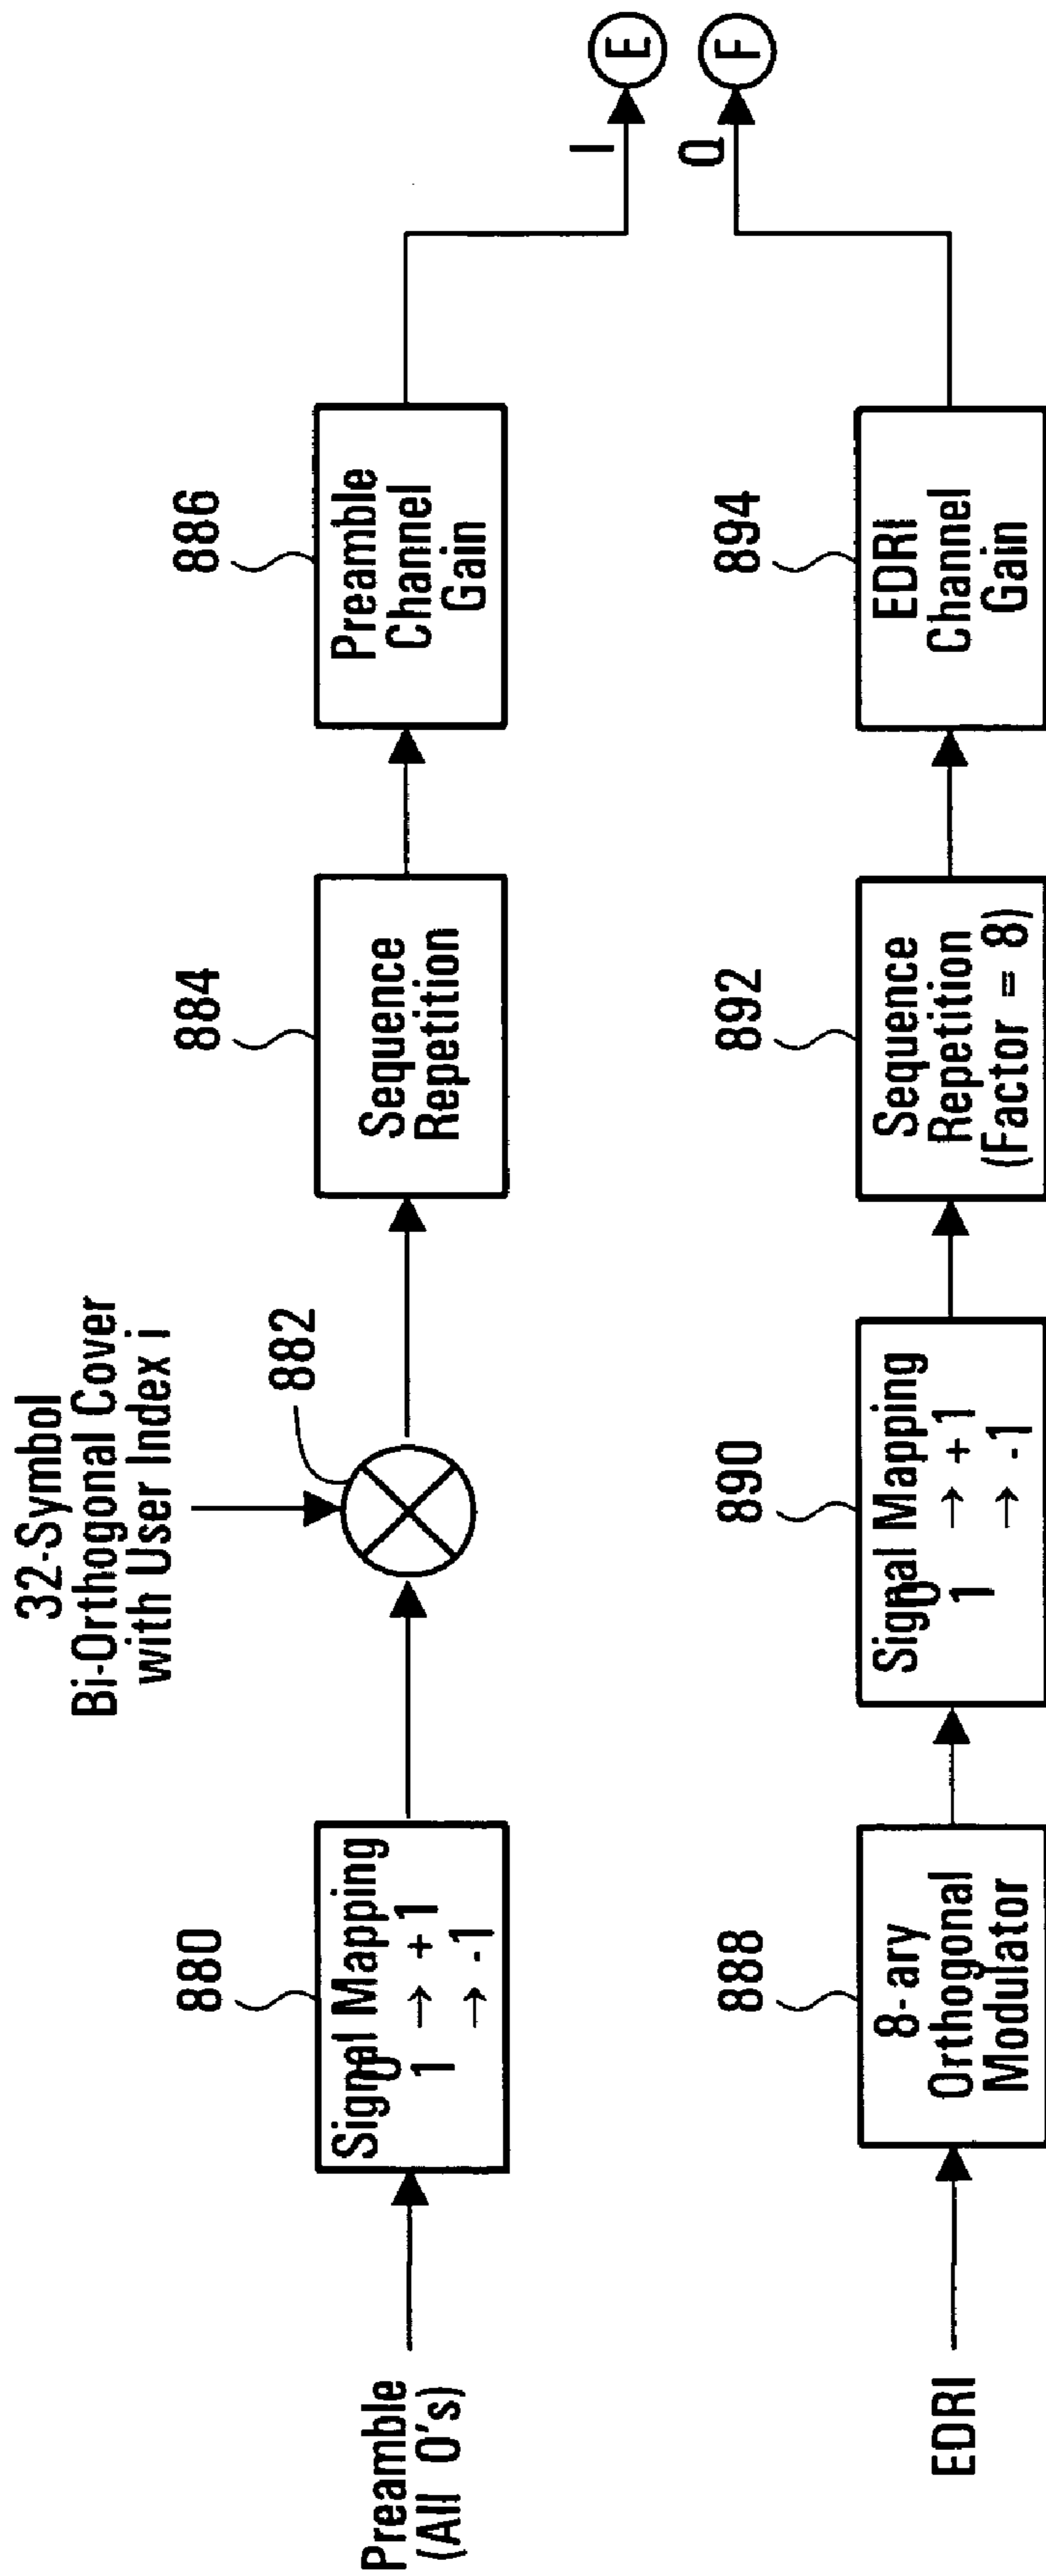 Preamble
(All 0's)
880
Signal Mapping
0 → +1
1 → -1
32-Symbol
Bi-Orthogonal Cover
with User Index i
882
884
Sequence
Repetition
886
Preamble
Channel
Gain
I
E
EDRI
888
8-ary
Orthogonal
Modulator
890
Signal Mapping
0 → +1
1 → -1
892
Sequence
Repetition
(Factor = 8)
894
EDRI
Channel
Gain
Q
F